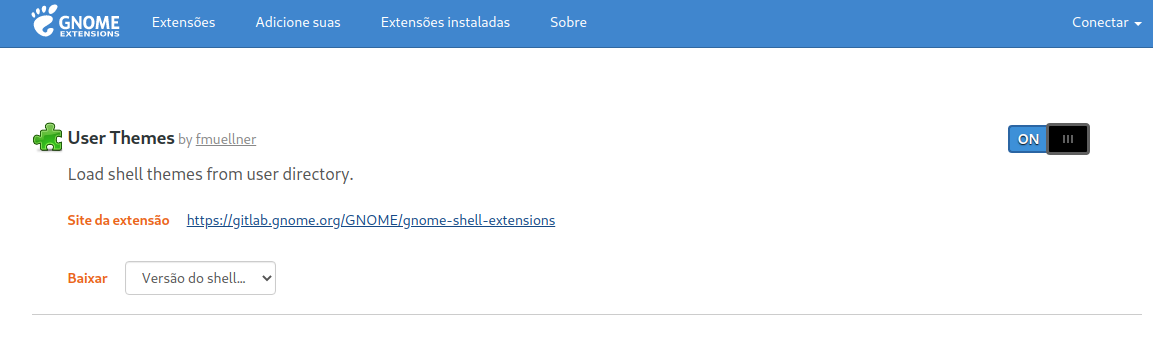 GNOME
EXTENSIONS
Extensões Adicione suas Extensões instaladas Sobre Conectar
User Themes by fmuellner ON
Load shell themes from user directory.
Site da extensão https://gitlab.gnome.org/GNOME/gnome-shell-extensions
Baixar Versão do shell...